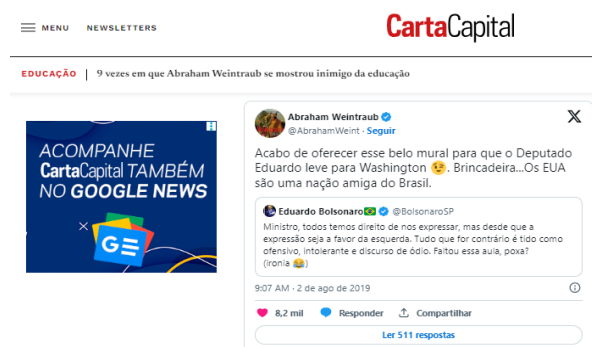 MENU NEWSLETTERS
CartaCapital
EDUCAÇÃO | 9 vezes em que Abraham Weintraub se mostrou inimigo da educação
ACOMPANHE
CartaCapital TAMBÉM
NO GOOGLE NEWS
G
Abraham Weintraub
@AbrahamWeint · Seguir
X
Acabo de oferecer esse belo mural para que o Deputado
Eduardo leve para Washington 😉. Brincadeira...Os EUA
são uma nação amiga do Brasil.
Eduardo Bolsonaro🇧🇷 @BolsonaroSP
Ministro, todos temos direito de nos expressar, mas desde que a
expressão seja a favor da esquerda. Tudo que for contrário é tido como
ofensivo, intolerante e discurso de ódio. Faltou essa aula, poxa?
(ironia 😂)
9:07 AM · 2 de ago de 2019
8,2 mil Responder Compartilhar
Ler 511 respostas